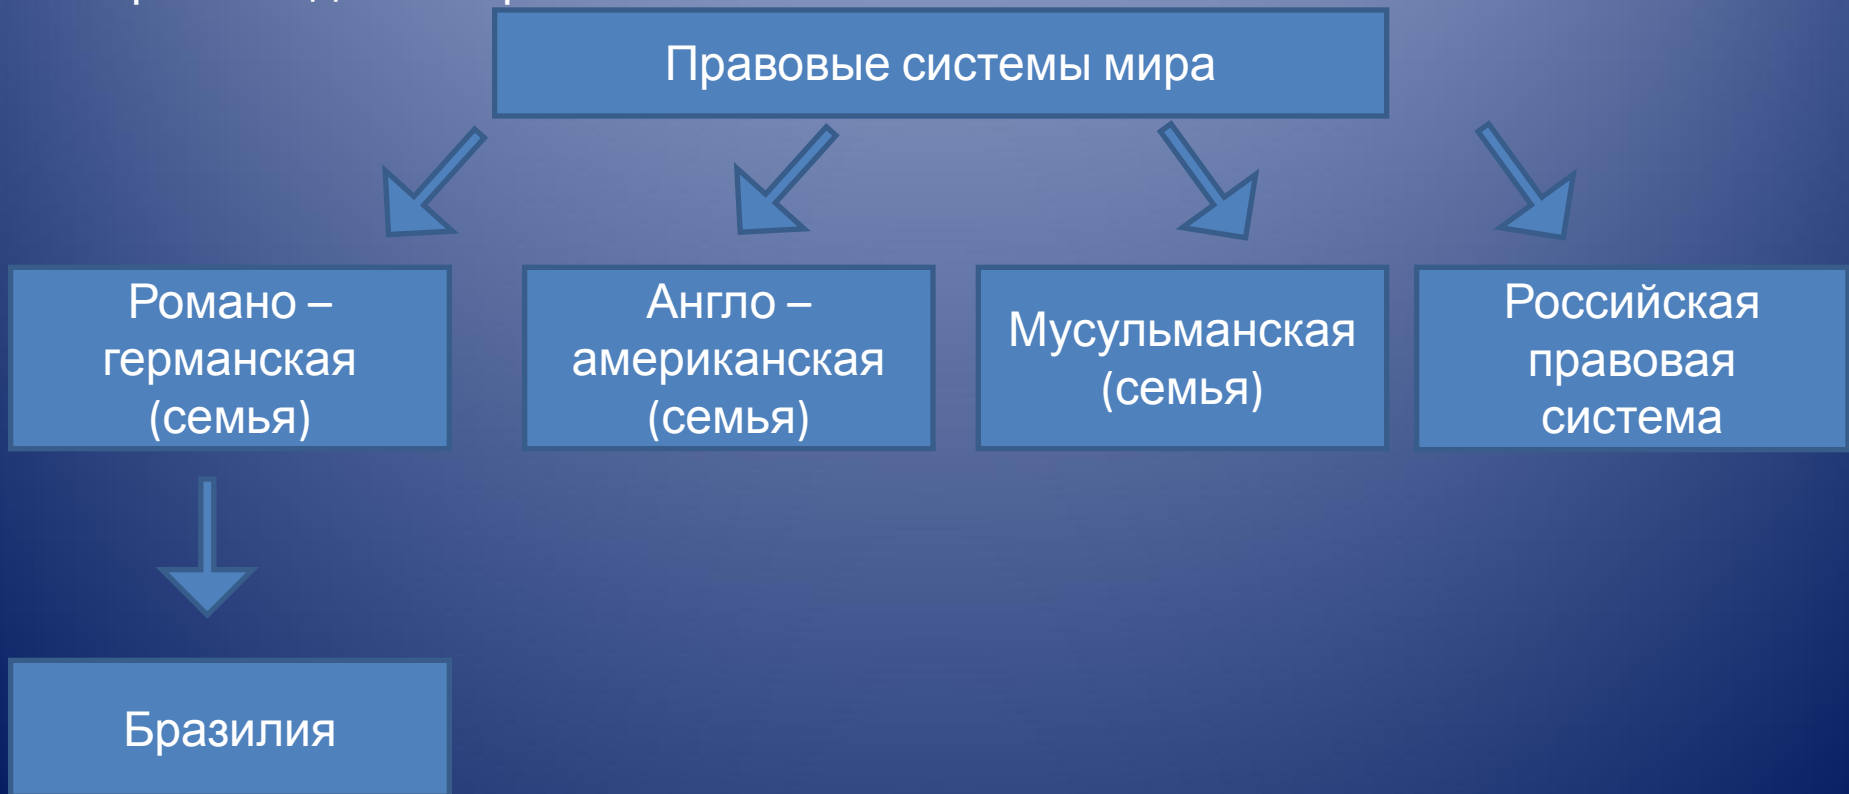 Правовые системы мира
Романо –
германская
(семья)
Англо –
американская
(семья)
Мусульманская
(семья)
Российская
правовая
система
Бразилия